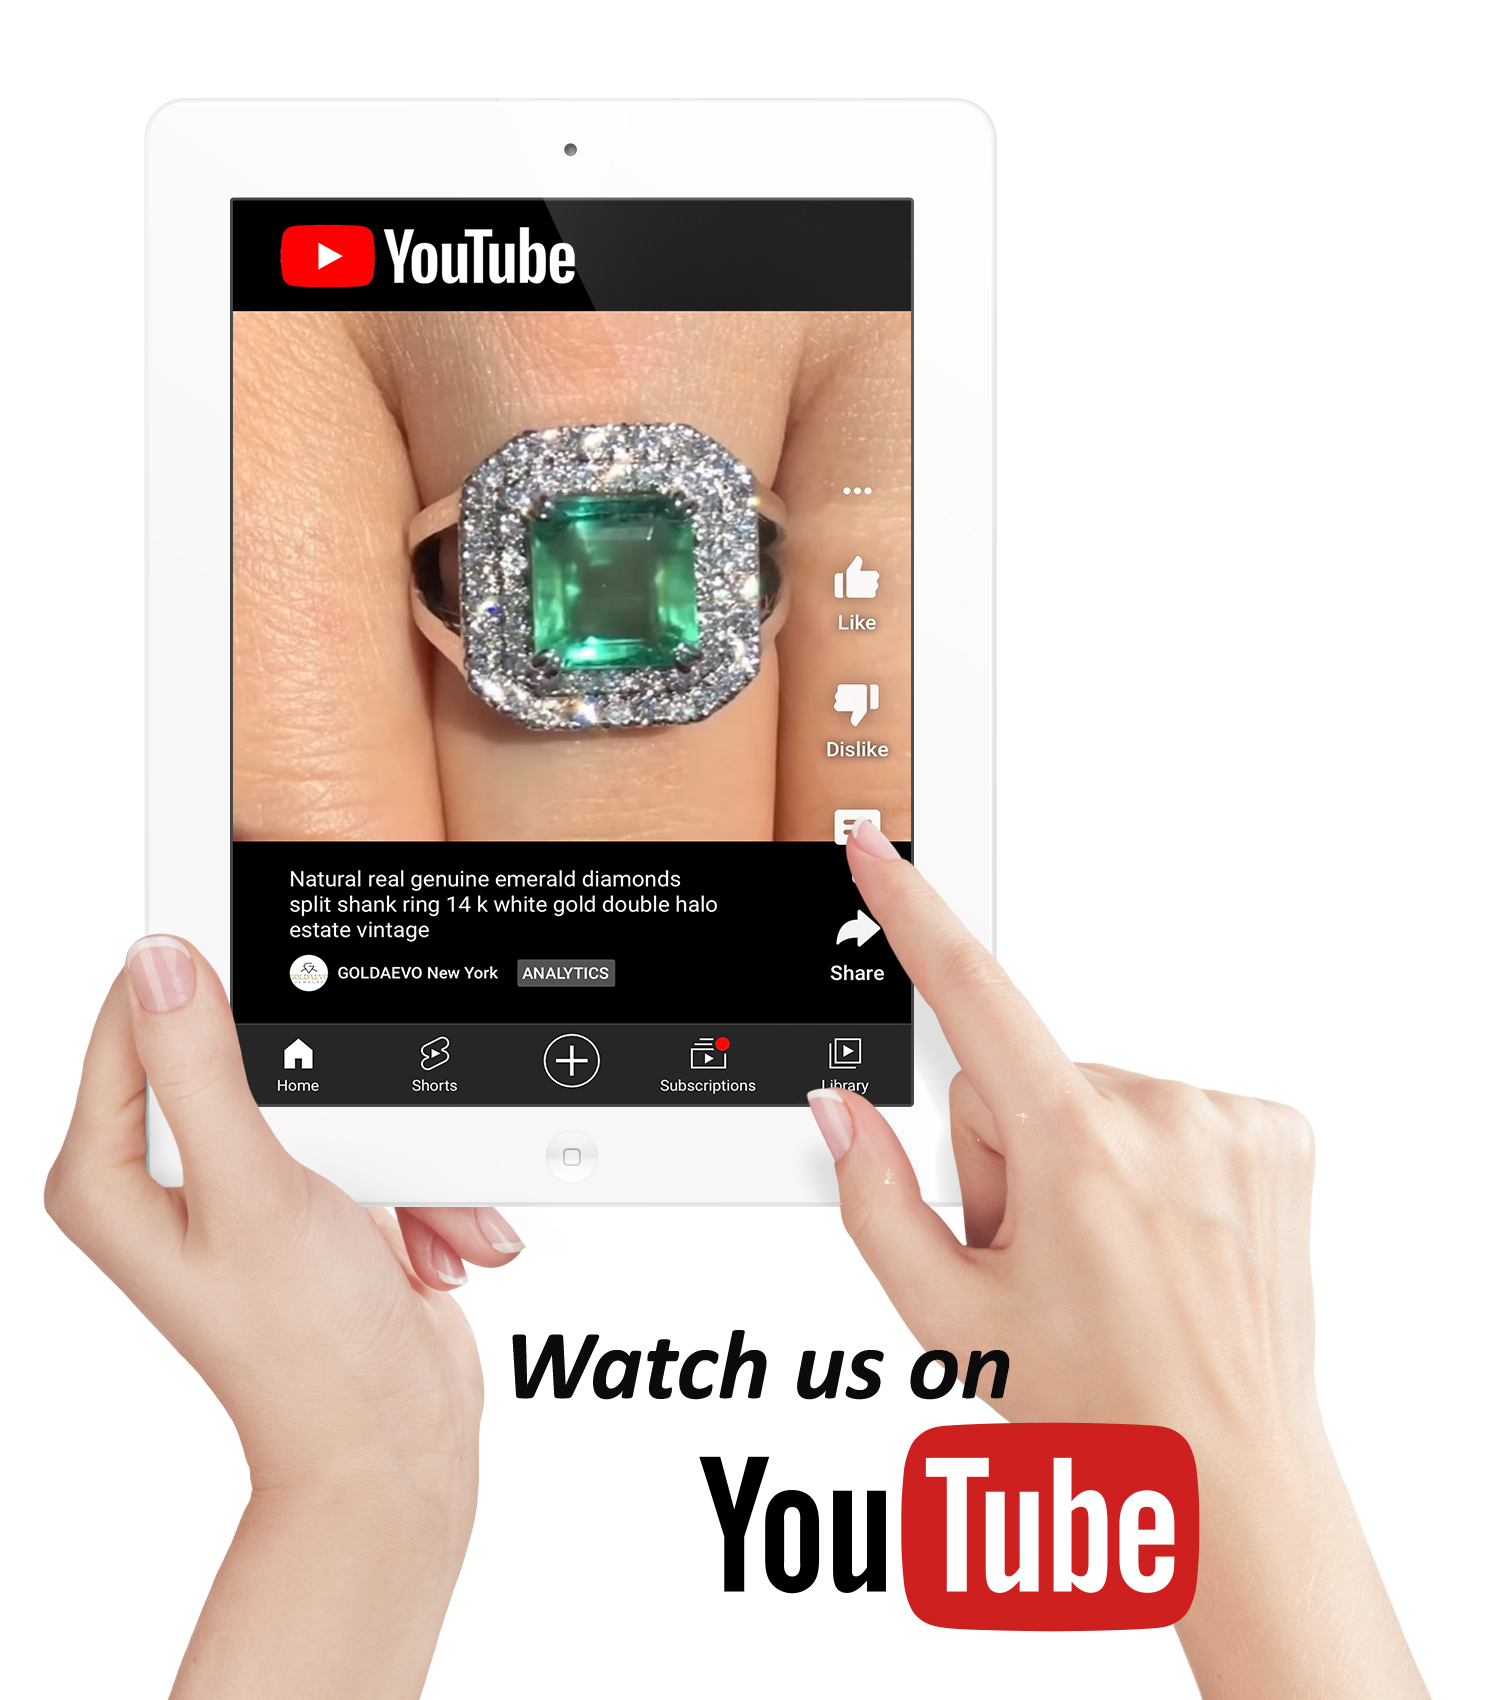 YouTube
Like
Dislike
Natural real genuine emerald diamonds
split shank ring 14 k white gold double halo
estate vintage
GOLDAEVO New York
ANALYTICS
Share
Home
Shorts
Subscriptions
Library
Watch us on
YouTube